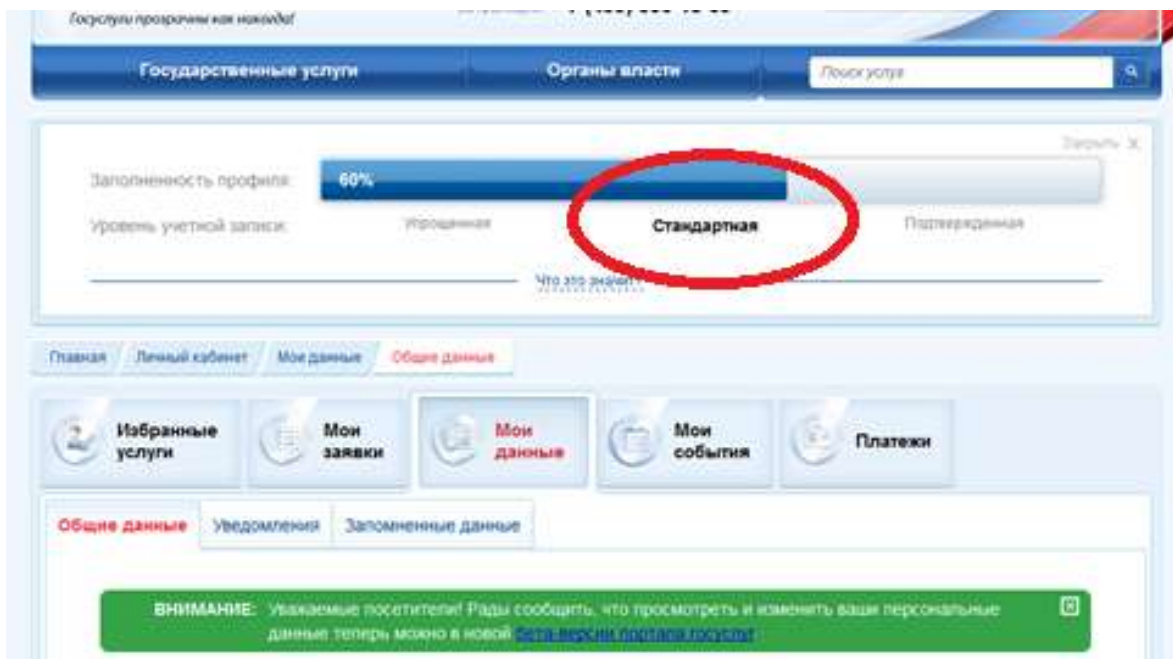 Госуслуги прозрачны как никогда!
Государственные услуги Органы власти Поиск услуг
Закрыть X
Заполненность профиля: 60%
Уровень учетной записи: Упрощенная Стандартная Подтвержденная
Что это значит?
Главная Личный кабинет Мои данные Общие данные
Избранные услуги Мои заявки Мои данные Мои события Платежи
Общие данные Уведомления Запомненные данные
ВНИМАНИЕ: Уважаемые посетители! Рады сообщить, что просмотреть и изменить ваши персональные
данные теперь можно в новой бета-версии портала госуслуг